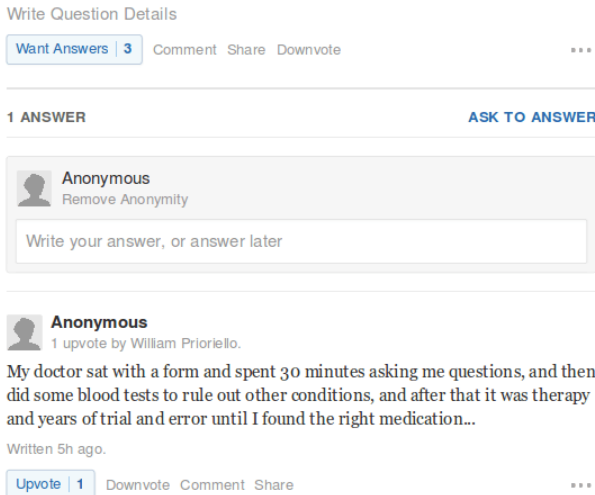 Write Question Details
Want Answers | 3 Comment Share Downvote ...
1 ANSWER ASK TO ANSWER
Anonymous
Remove Anonymity
Write your answer, or answer later
Anonymous
1 upvote by William Prioriello.
My doctor sat with a form and spent 30 minutes asking me questions, and then
did some blood tests to rule out other conditions, and after that it was therapy
and years of trial and error until I found the right medication...
Written 5h ago.
Upvote | 1 Downvote Comment Share ...